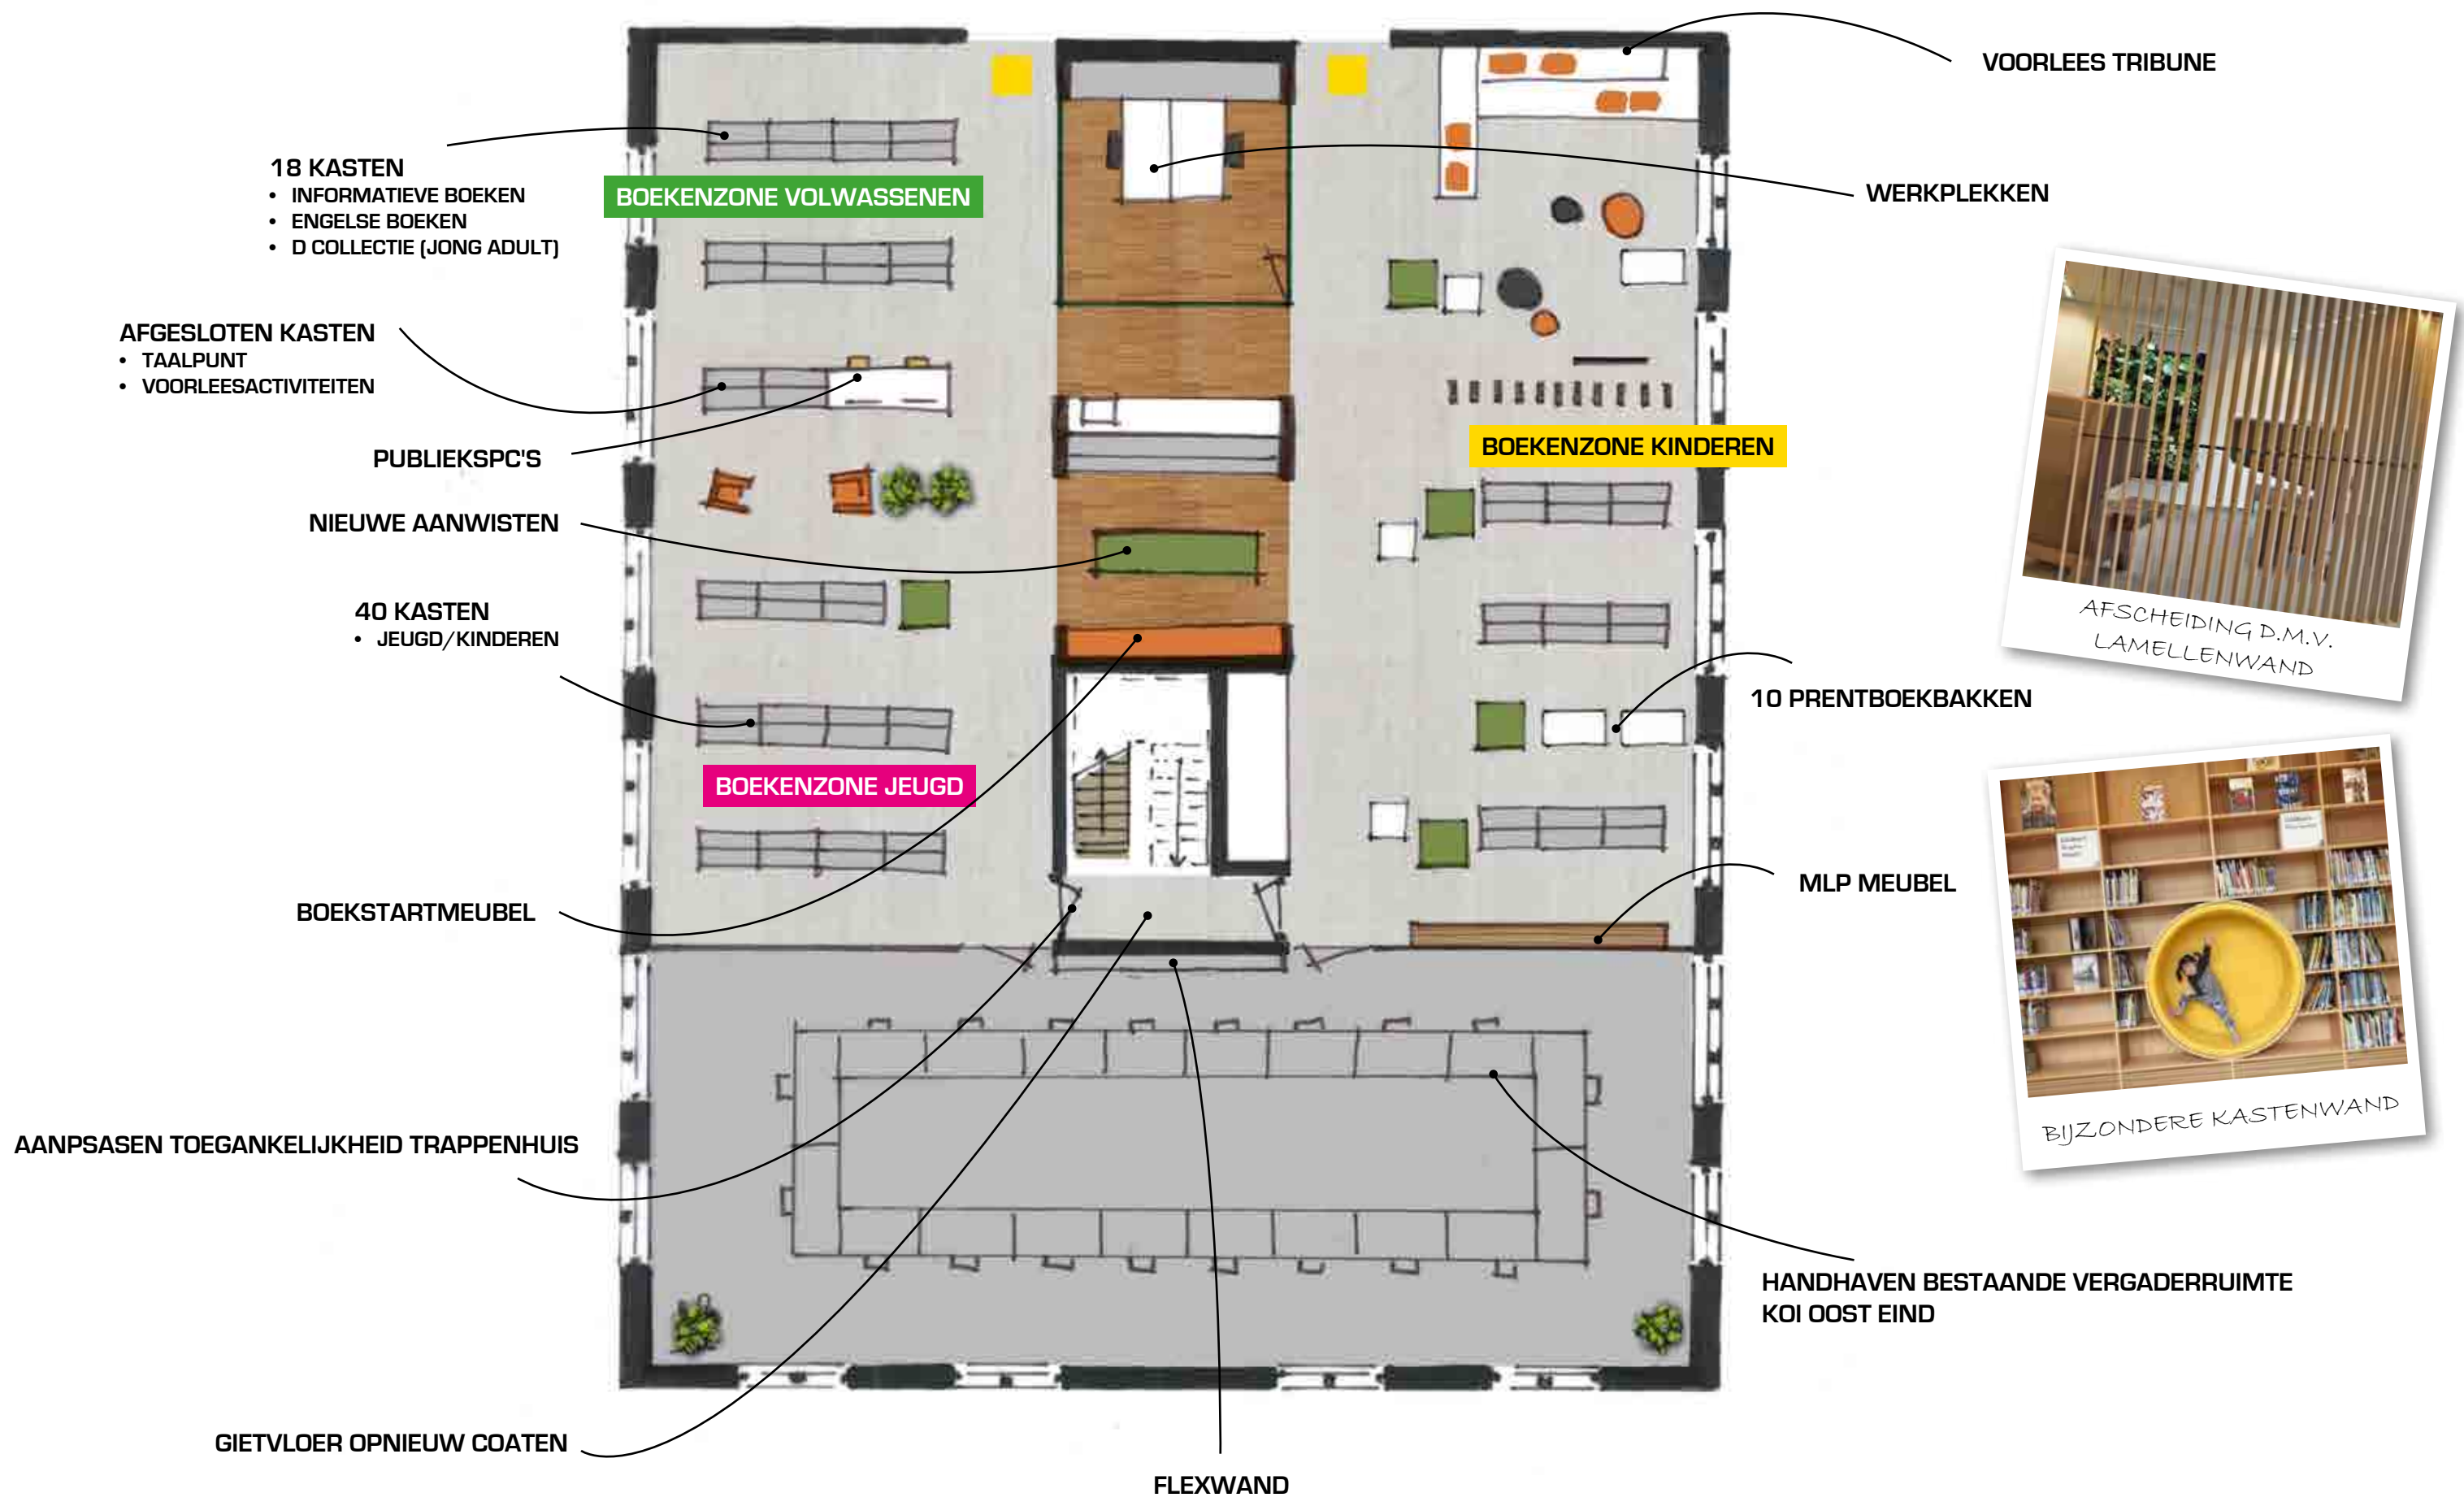 VOORLEES TRIBUNE
18 KASTEN
• INFORMATIEVE BOEKEN
• ENGELSE BOEKEN
• D COLLECTIE (JONG ADULT)
BOEKENZONE VOLWASSENEN
WERKPLEKKEN
AFGESLOTEN KASTEN
• TAALPUNT
• VOORLEESACTIVITEITEN
PUBLIEKSPC'S
BOEKENZONE KINDEREN
NIEUWE AANWISTEN
40 KASTEN
• JEUGD/KINDEREN
AFSCHEIDING D.M.V.
LAMELLENWAND
10 PRENTBOEKBAKKEN
BOEKENZONE JEUGD
MLP MEUBEL
BOEKSTARTMEUBEL
BIJZONDERE KASTENWAND
AANPSASEN TOEGANKELIJKHEID TRAPPENHUIS
HANDHAVEN BESTAANDE VERGADERRUIMTE
KOI OOST EIND
GIETVLOER OPNIEUW COATEN
FLEXWAND